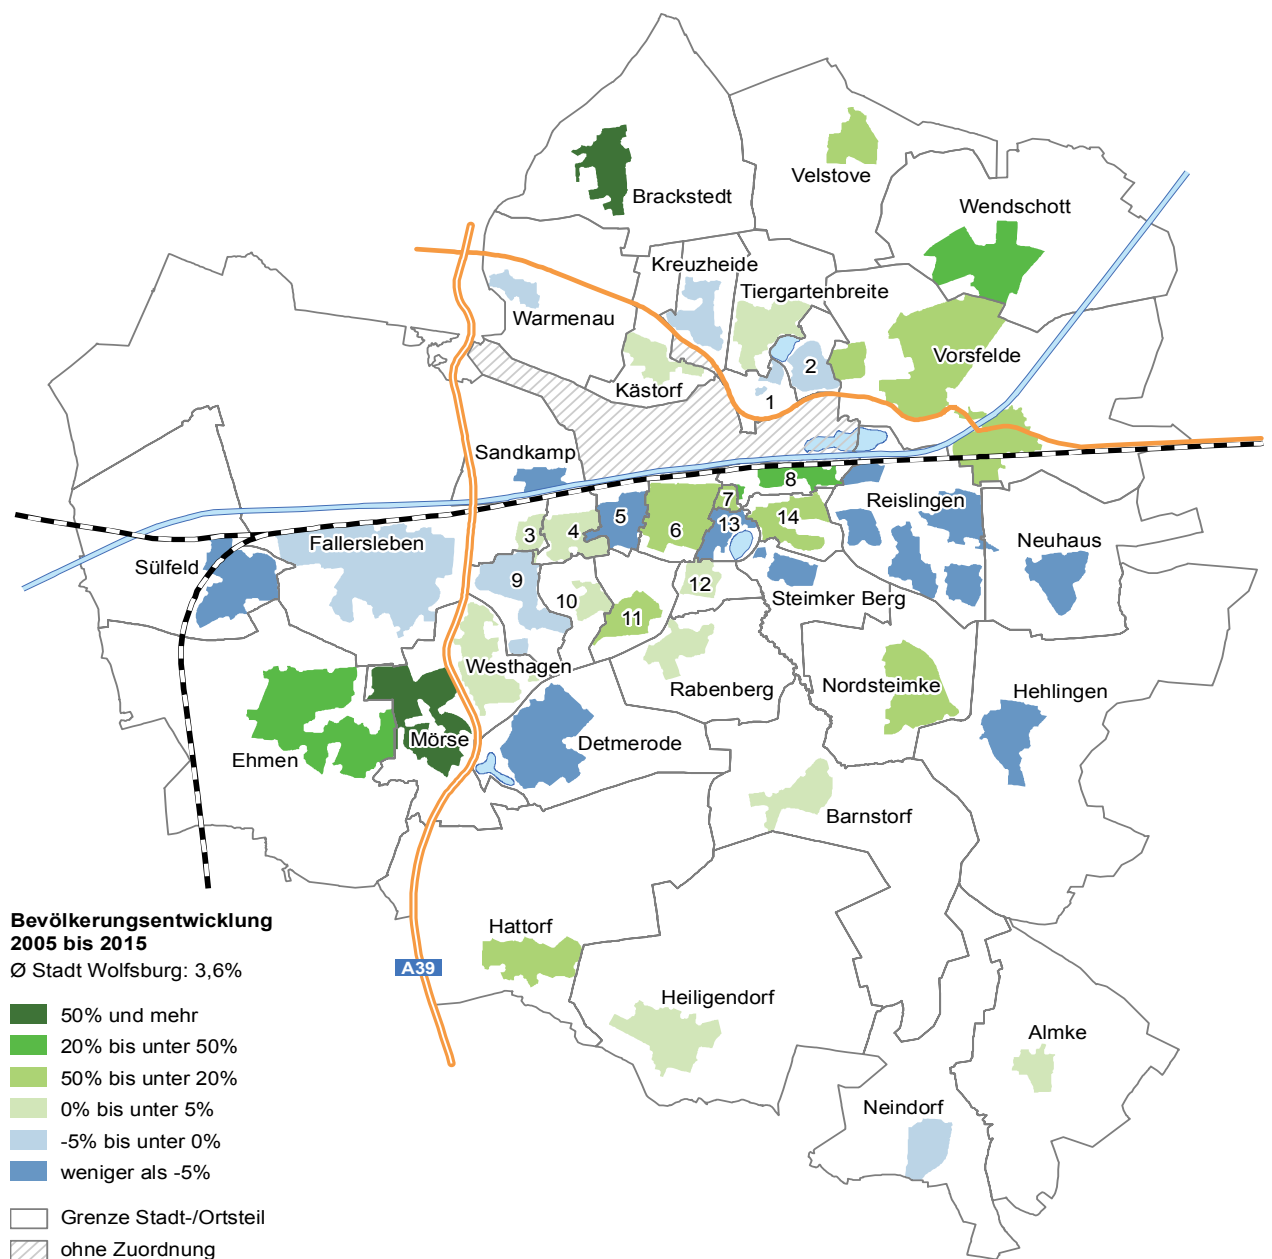 Velstove
Brackstedt
Wendschott
Kreuzheide
Tiergartenbreite
Warmenau
Vorsfelde
2
Kästorf
1
Sandkamp
8
7
Reislingen
5
13
14
3
4
6
Fallersleben
Neuhaus
Sülfeld
9
12
10
Steimker Berg
11
Westhagen
Rabenberg
Nordsteimke
Hehlingen
Mörse
Detmerode
Ehmen
Barnstorf
Bevölkerungsentwicklung
2005 bis 2015
Ø Stadt Wolfsburg: 3,6%
Hattorf
A39
Heiligendorf
50% und mehr
20% bis unter 50%
50% bis unter 20%
0% bis unter 5%
-5% bis unter 0%
weniger als -5%
Almke
Neindorf
Grenze Stadt-/Ortsteil
ohne Zuordnung